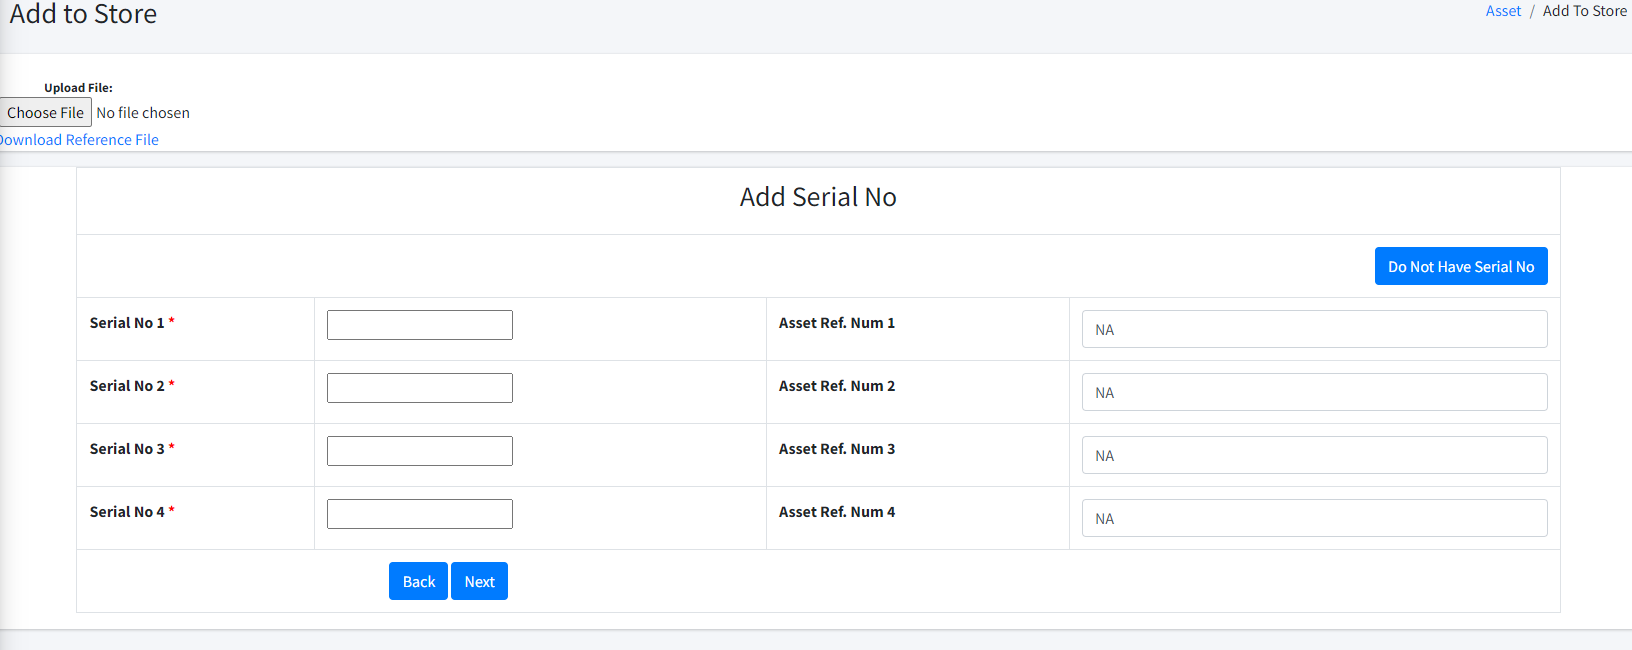 Add to Store
Asset / Add To Store
Upload File:
Choose File No file chosen
Download Reference File
Add Serial No
Do Not Have Serial No
Serial No 1 * Asset Ref. Num 1 NA
Serial No 2 * Asset Ref. Num 2 NA
Serial No 3 * Asset Ref. Num 3 NA
Serial No 4 * Asset Ref. Num 4 NA
Back Next